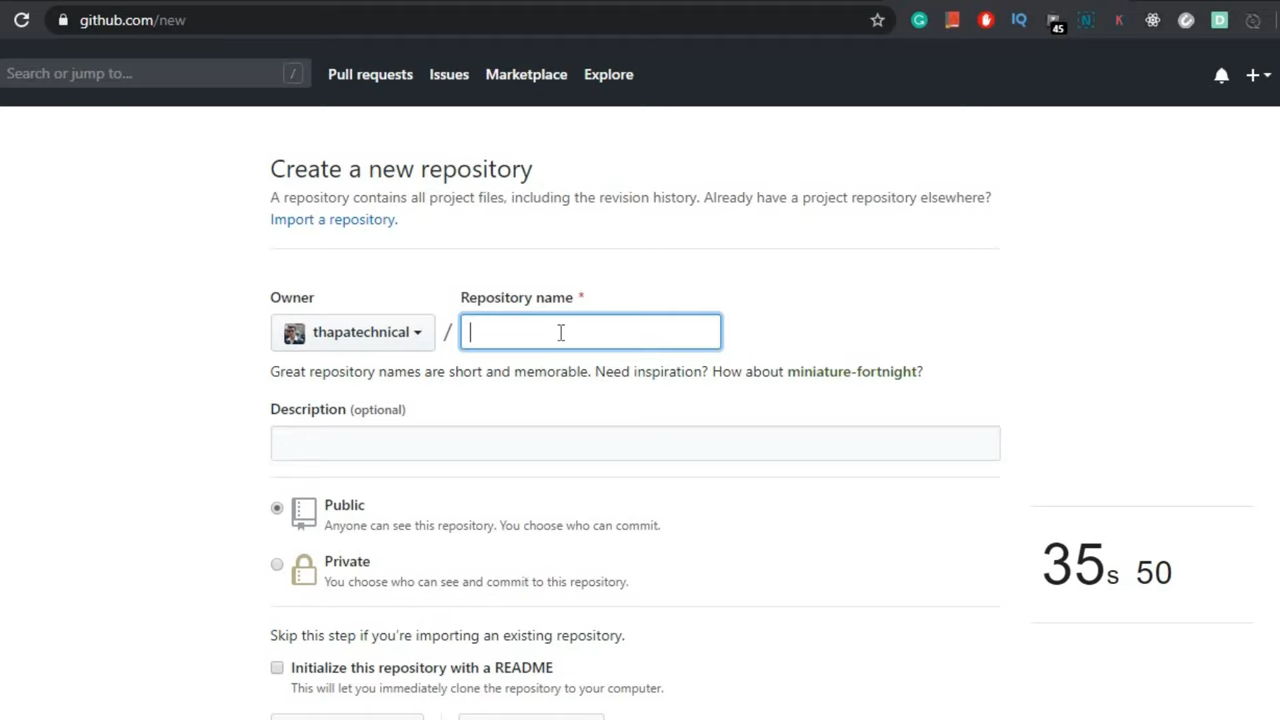 github.com/new
IQ
45
N
K
D
Search or jump to...
/
Pull requests
Issues
Marketplace
Explore
Create a new repository
A repository contains all project files, including the revision history. Already have a project repository elsewhere?
Import a repository.
Owner
Repository name *
thapatechnical
/
Great repository names are short and memorable. Need inspiration? How about miniature-fortnight?
Description (optional)
Public
Anyone can see this repository. You choose who can commit.
Private
You choose who can see and commit to this repository.
35s 50
Skip this step if you're importing an existing repository.
Initialize this repository with a README
This will let you immediately clone the repository to your computer.